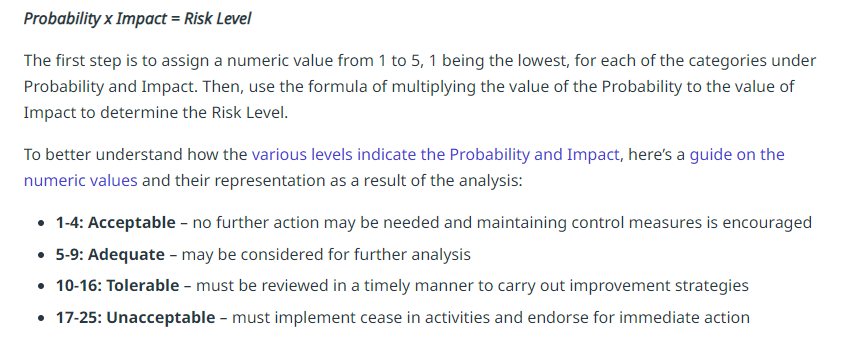 Probability x Impact = Risk Level
The first step is to assign a numeric value from 1 to 5, 1 being the lowest, for each of the categories under
Probability and Impact. Then, use the formula of multiplying the value of the Probability to the value of
Impact to determine the Risk Level.
To better understand how the various levels indicate the Probability and Impact, here’s a guide on the
numeric values and their representation as a result of the analysis:
• 1-4: Acceptable – no further action may be needed and maintaining control measures is encouraged
• 5-9: Adequate – may be considered for further analysis
• 10-16: Tolerable – must be reviewed in a timely manner to carry out improvement strategies
• 17-25: Unacceptable – must implement cease in activities and endorse for immediate action